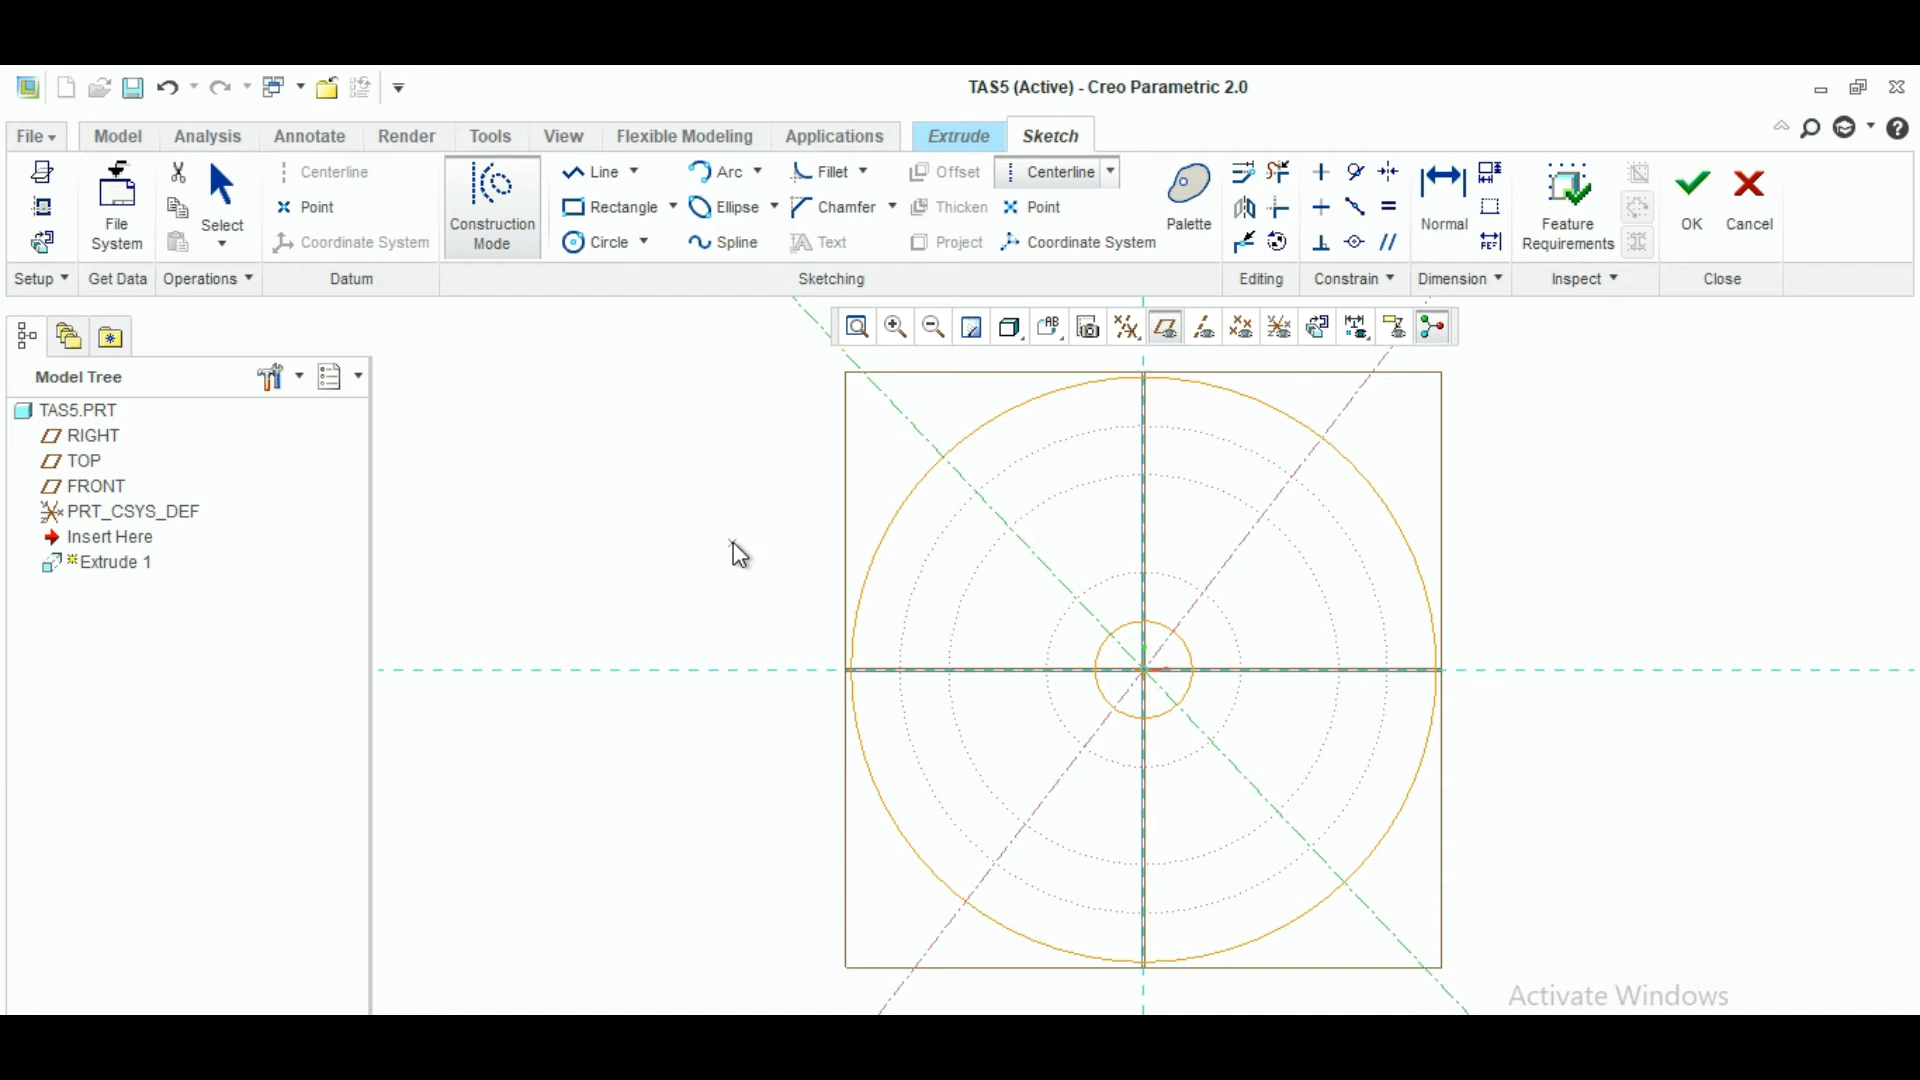 TAS5 (Active) - Creo Parametric 2.0
File Model Analysis Annotate Render Tools View Flexible Modeling Applications Extrude Sketch
Centerline Line Arc Fillet Offset Centerline
Point Rectangle Ellipse Chamfer Thicken Point
Coordinate System Circle Spline Text Project Coordinate System
File System
Select
Construction Mode
Palette
Normal
Feature Requirements
OK
Cancel
Setup Get Data Operations Datum Sketching Editing Constrain Dimension Inspect Close
Model Tree
TAS5.PRT
RIGHT
TOP
FRONT
PRT_CSYS_DEF
Insert Here
Extrude 1
Activate Windows